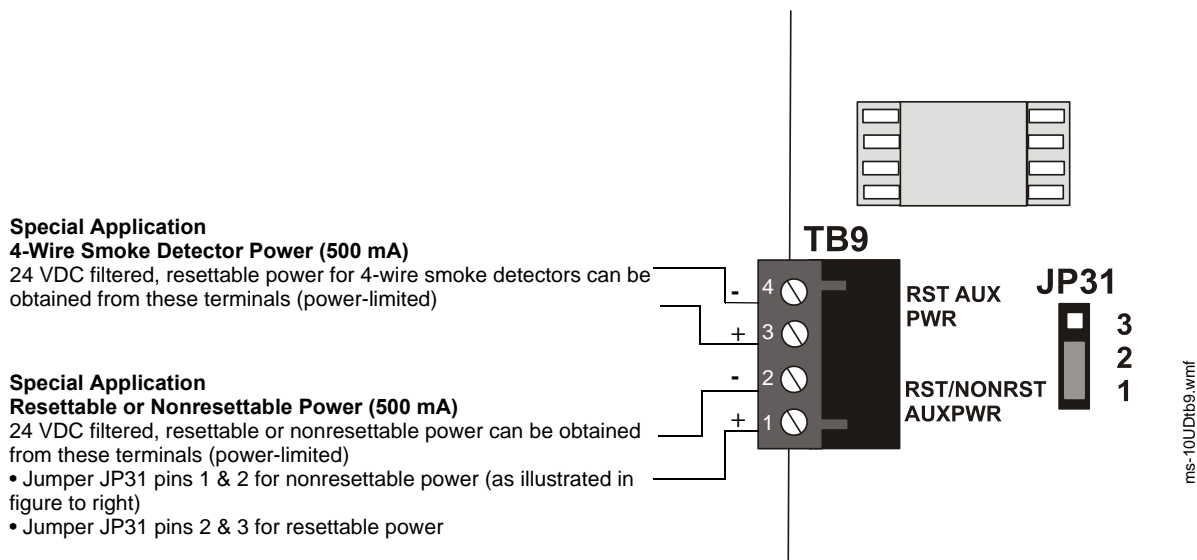 Special Application
4-Wire Smoke Detector Power (500 mA)
24 VDC filtered, resettable power for 4-wire smoke detectors can be
obtained from these terminals (power-limited)
Special Application
Resettable or Nonresettable Power (500 mA)
24 VDC filtered, resettable or nonresettable power can be obtained
from these terminals (power-limited)
• Jumper JP31 pins 1 & 2 for nonresettable power (as illustrated in
figure to right)
• Jumper JP31 pins 2 & 3 for resettable power
TB9
- 4
+ 3
- 2
+ 1
RST AUX
PWR
RST/NONRST
AUXPWR
JP31
3
2
1
ms-10UDtb9.wmf